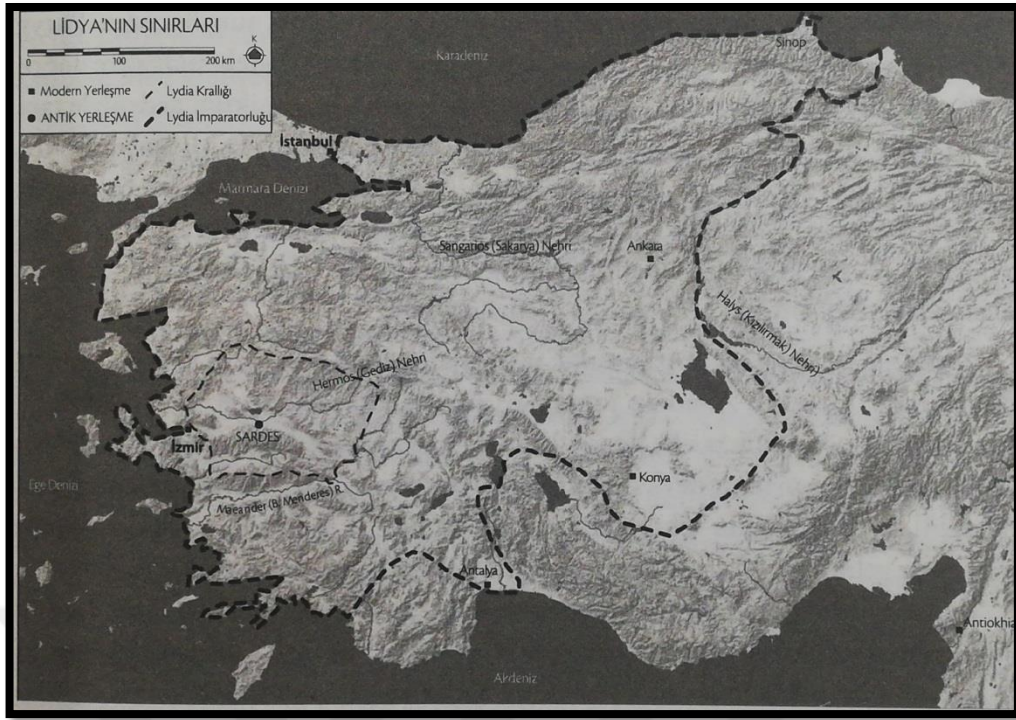 LİDYA'NIN SINIRLARI
K
0 100 200 km
Modern Yerleşme
Lydia Krallığı
ANTİK YERLEŞME
Lydia İmparatorluğu
Karadeniz
Sinop
İstanbul
Marmara Denizi
Sangarios (Sakarya) Nehri
Ankara
Halys (Kızılırmak) Nehri
Hermos (Gediz) Nehri
SARDES
İzmir
Konya
Ege Denizi
Maeander (B. Menderes) R.
Antalya
Antiokhia
Akdeniz